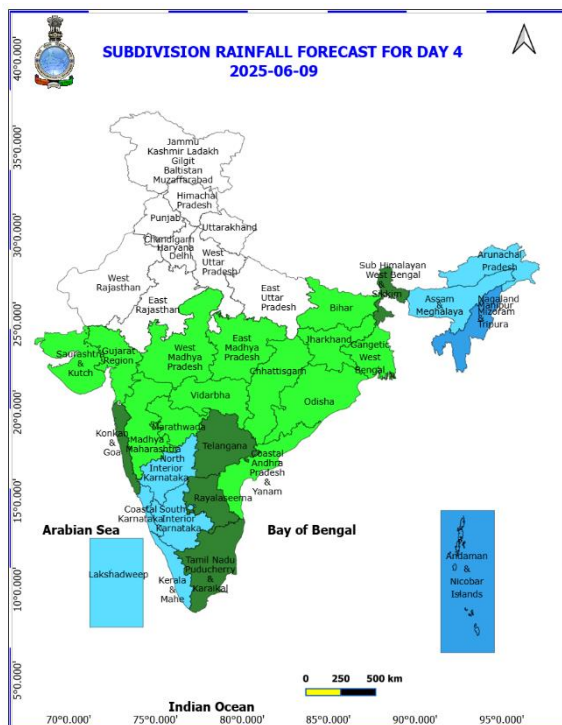 SUBDIVISION RAINFALL FORECAST FOR DAY 4
2025-06-09
40°0.000'
35°0.000'
30°0.000'
25°0.000'
20°0.000'
15°0.000'
10°0.000'
5°0.000'
Jammu
Kashmir Ladakh
Gilgit
Baltistan
Muzaffarabad
Himachal
Pradesh
Punjab
Uttarakhand
Chandigarh
Haryana
Delhi
West
Uttar
Pradesh
West
Rajasthan
East
Rajasthan
East
Uttar
Pradesh
Sub Himalayan
West Bengal
&
Sikkim
Arunachal
Pradesh
Assam
&
Meghalaya
Nagaland
Manipur
Mizoram
&
Tripura
Bihar
Saurashtra
&
Kutch
Gujarat
Region
West
Madhya
Pradesh
East
Madhya
Pradesh
Jharkhand
Gangetic
West
Bengal
Chhattisgarh
Vidarbha
Odisha
Konkan
&
Goa
Madhya
Maharashtra
Marathwada
Telangana
North
Interior
Karnataka
Coastal
Andhra
Pradesh
&
Yanam
Rayalaseema
Coastal
Karnataka
South
Interior
Karnataka
Arabian Sea
Bay of Bengal
Lakshadweep
Kerala
&
Mahe
Tamil Nadu
Puducherry
&
Karaikal
Andaman
&
Nicobar
Islands
0 250 500 km
Indian Ocean
70°0.000' 75°0.000' 80°0.000' 85°0.000' 90°0.000' 95°0.000'